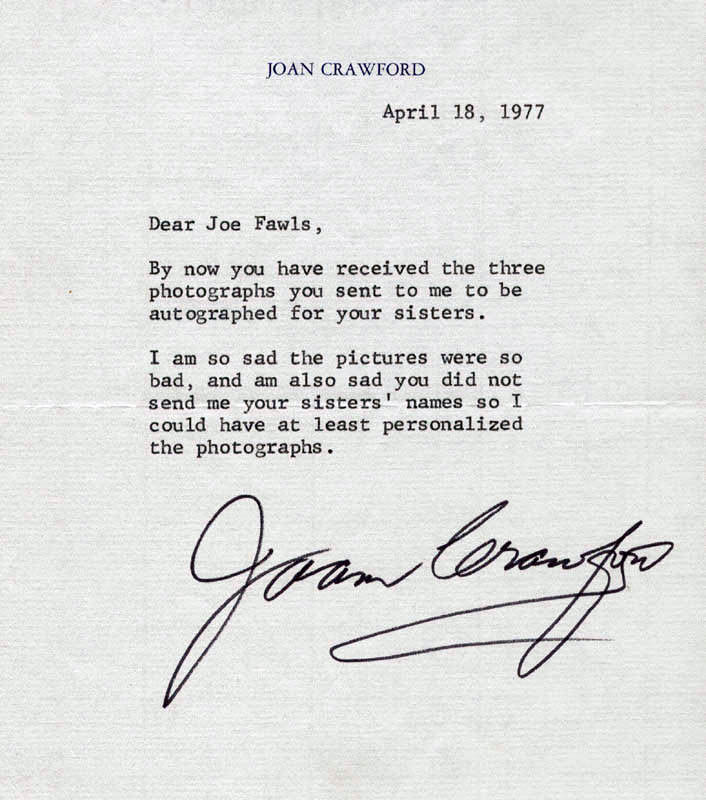 JOAN CRAWFORD
April 18, 1977
Dear Joe Fawls,
By now you have received the three
photographs you sent to me to be
autographed for your sisters.
I am so sad the pictures were so
bad, and am also sad you did not
send me your sisters' names so I
could have at least personalized
the photographs.
Joan Crawford